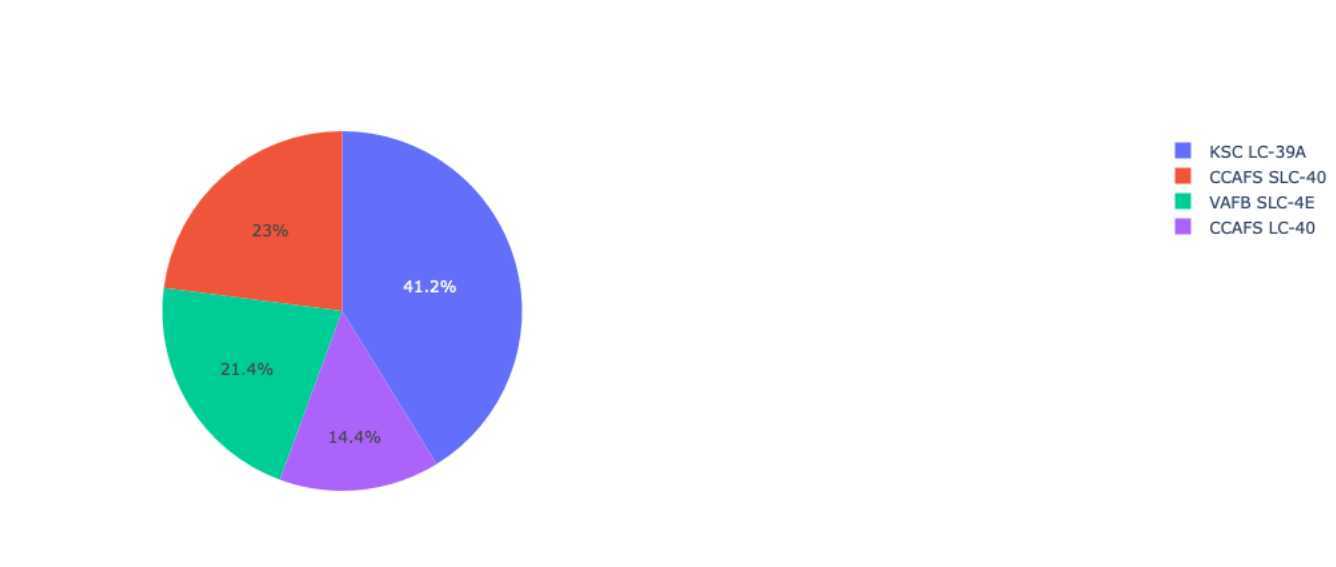 23%
41.2%
21.4%
14.4%
KSC LC-39A
CCAFS SLC-40
VAFB SLC-4E
CCAFS LC-40